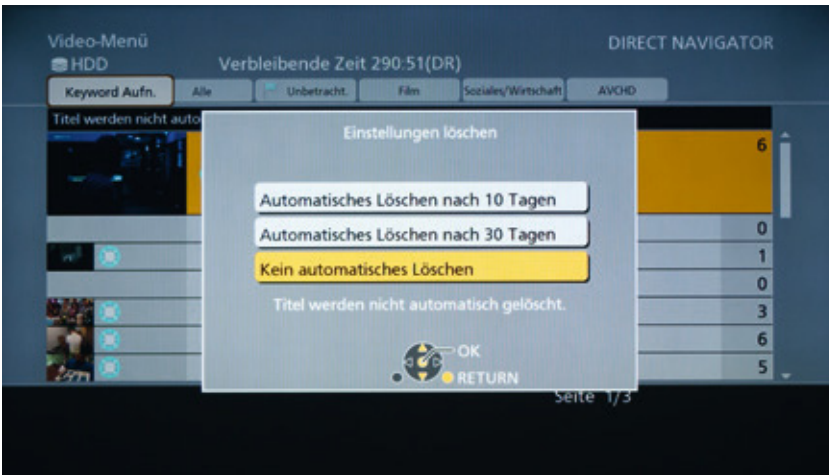 Video-Menü
DIRECT NAVIGATOR
HDD
Verbleibende Zeit 290:51(DR)
Keyword Aufn.
Alle
Unbetracht.
Film
Soziales/Wirtschaft
AVCHD
Titel werden nicht auto
Einstellungen löschen
6
Automatisches Löschen nach 10 Tagen
Automatisches Löschen nach 30 Tagen
0
Kein automatisches Löschen
1
0
Titel werden nicht automatisch gelöscht.
3
OK
6
RETURN
5
Seite 1/3